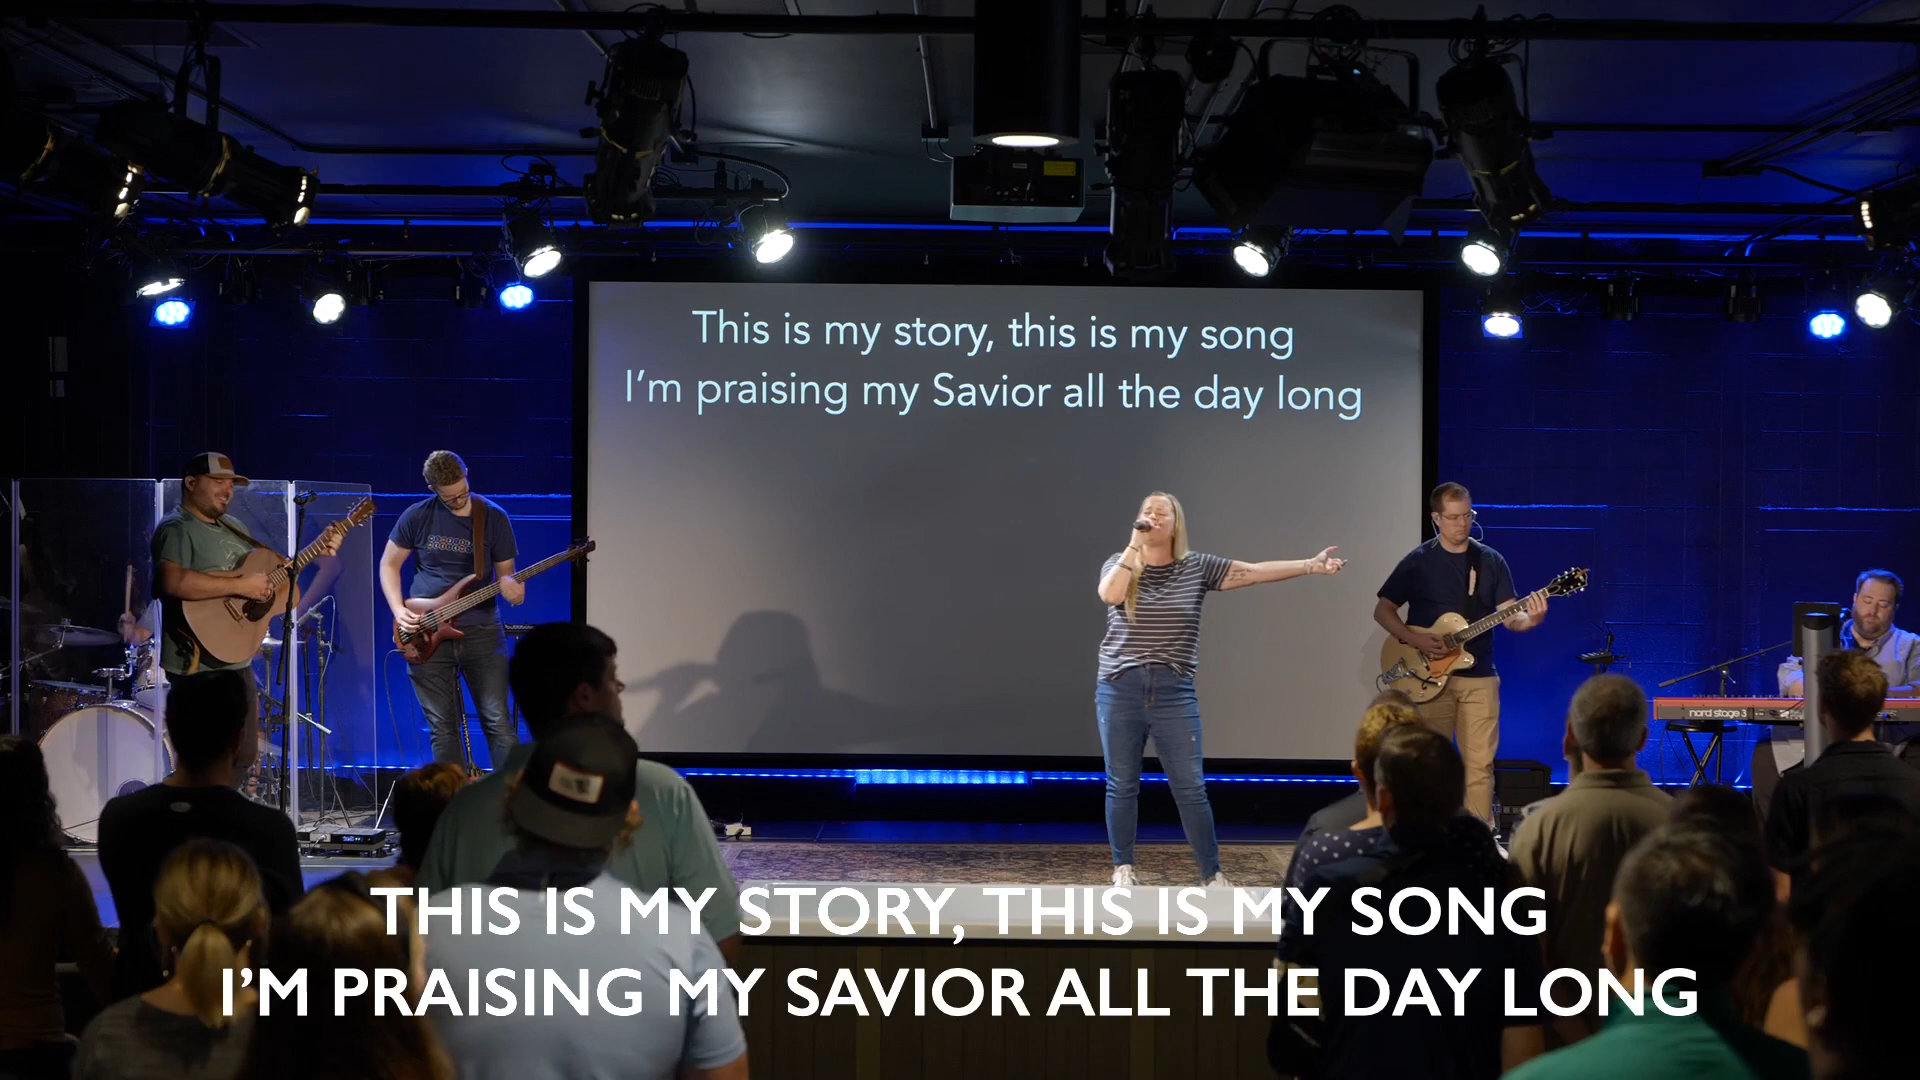 This is my story, this is my song
I'm praising my Savior all the day long
nord stage 3
THIS IS MY STORY, THIS IS MY SONG
I'M PRAISING MY SAVIOR ALL THE DAY LONG